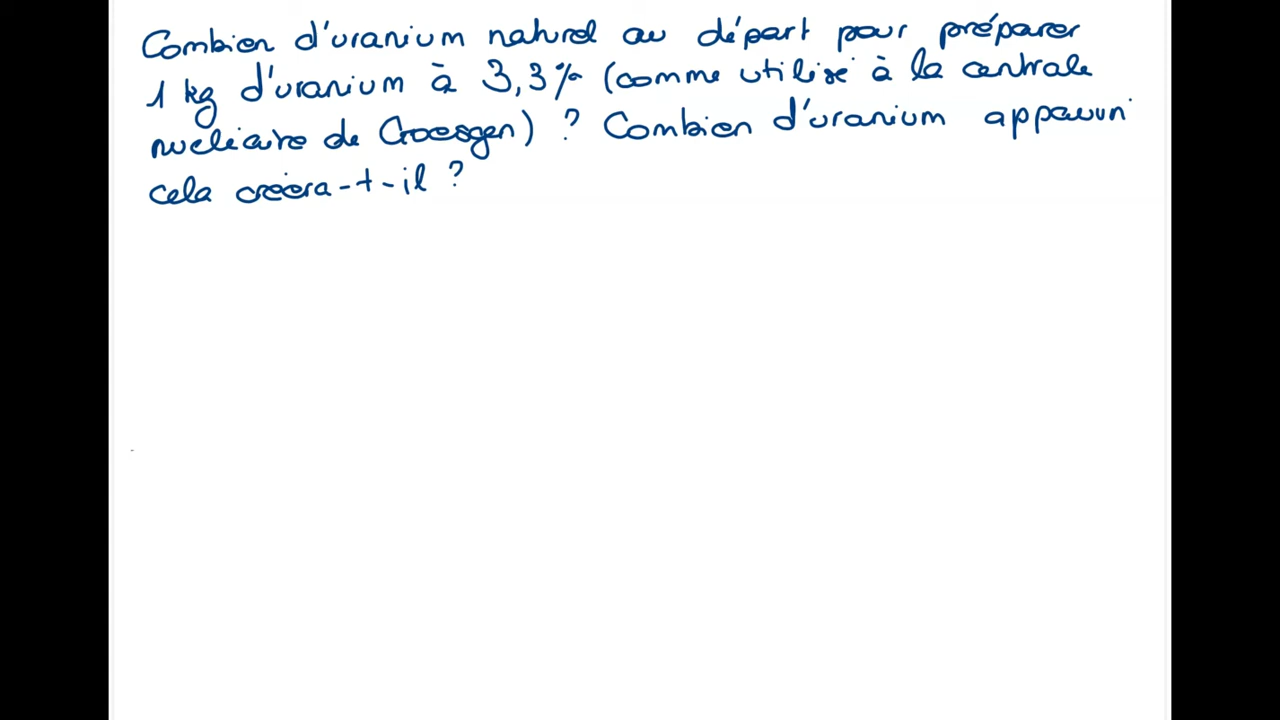 Combien d'uranium naturel au départ pour préparer
1 kg d'uranium à 3,3% (comme utilisé à la centrale
nucléaire de Goesgen) ? Combien d'uranium appauvri
cela créera-t-il ?